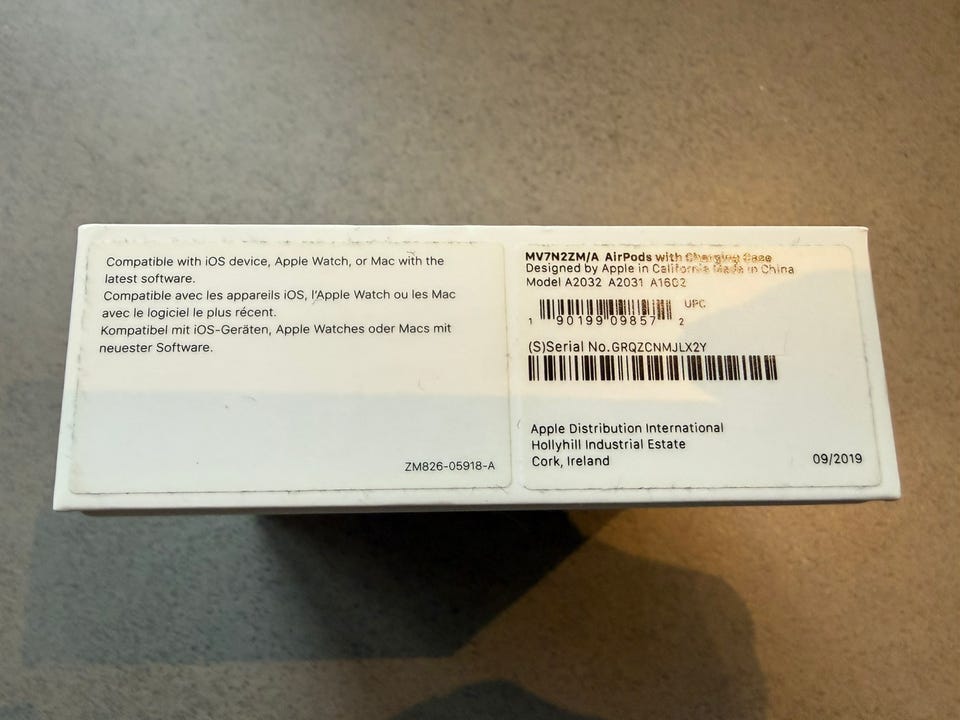 Compatible with iOS device, Apple Watch, or Mac with the
latest software.
Compatible avec les appareils iOS, l'Apple Watch ou les Mac
avec le logiciel le plus récent.
Kompatibel mit iOS-Geräten, Apple Watches oder Macs mit
neuester Software.
ZM826-05918-A
MV7N2ZM/A AirPods with Charging Case
Designed by Apple in California Made in China
Model A2032 A2031 A1602
UPC
1 90199 09857 2
(S)Serial No.GRQZCNMJLX2Y
Apple Distribution International
Hollyhill Industrial Estate
Cork, Ireland
09/2019